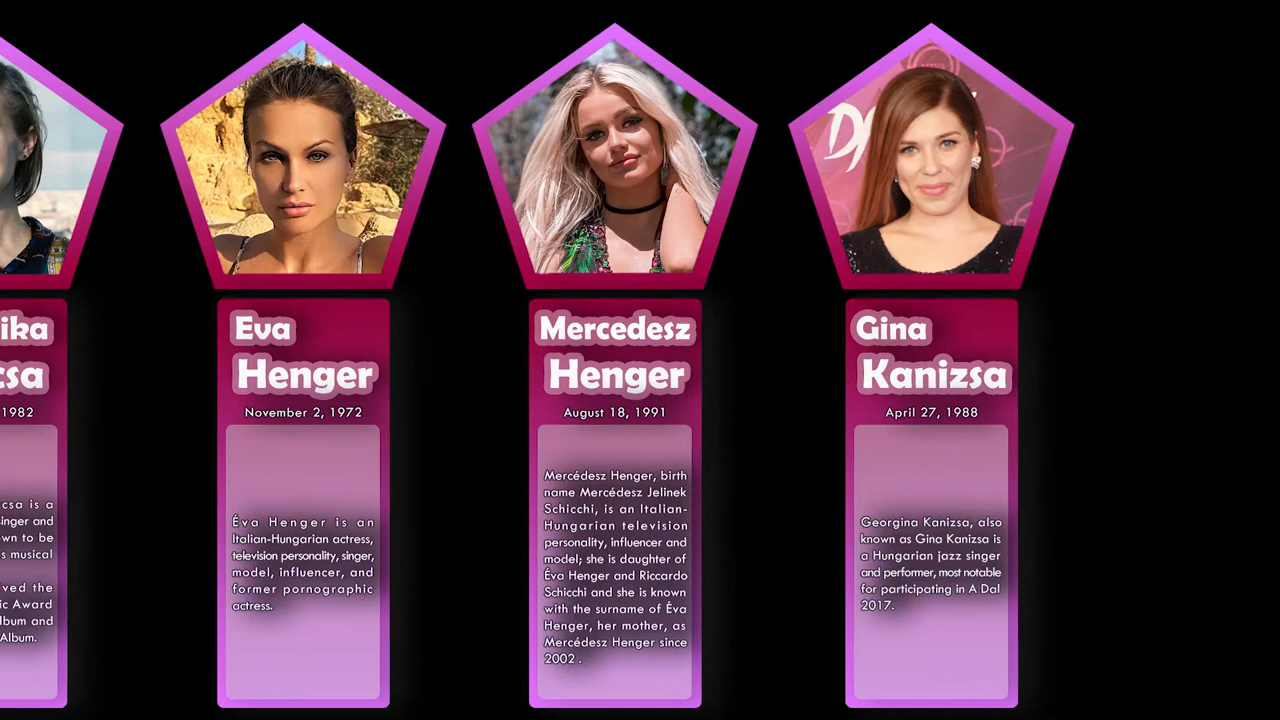 ika
csa
1982
csa is a
singer and
wn to be
s musical
ved the
ic Award
lbum and
Album.
Eva
Henger
November 2, 1972
Éva Henger is an
Italian-Hungarian actress,
television personality, singer,
model, influencer, and
former pornographic
actress.
Mercedesz
Henger
August 18, 1991
Mercédesz Henger, birth
name Mercédesz Jelinek
Schicchi, is an Italian-
Hungarian television
personality, influencer and
model; she is daughter of
Éva Henger and Riccardo
Schicchi and she is known
with the surname of Éva
Henger, her mother, as
Mercédesz Henger since
2002 .
Gina
Kanizsa
April 27, 1988
Georgina Kanizsa, also
known as Gina Kanizsa is
a Hungarian jazz singer
and performer, most notable
for participating in A Dal
2017.